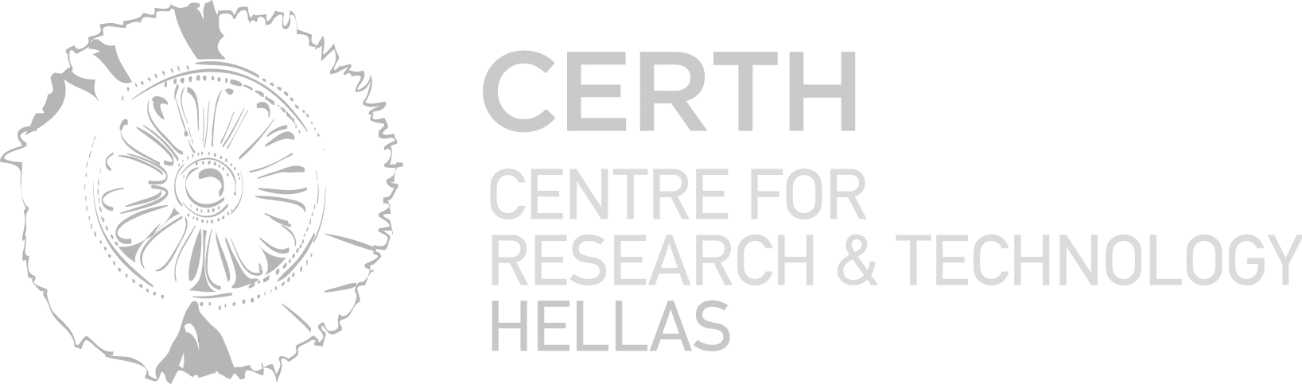 CERTH
CENTRE FOR
RESEARCH & TECHNOLOGY
HELLAS